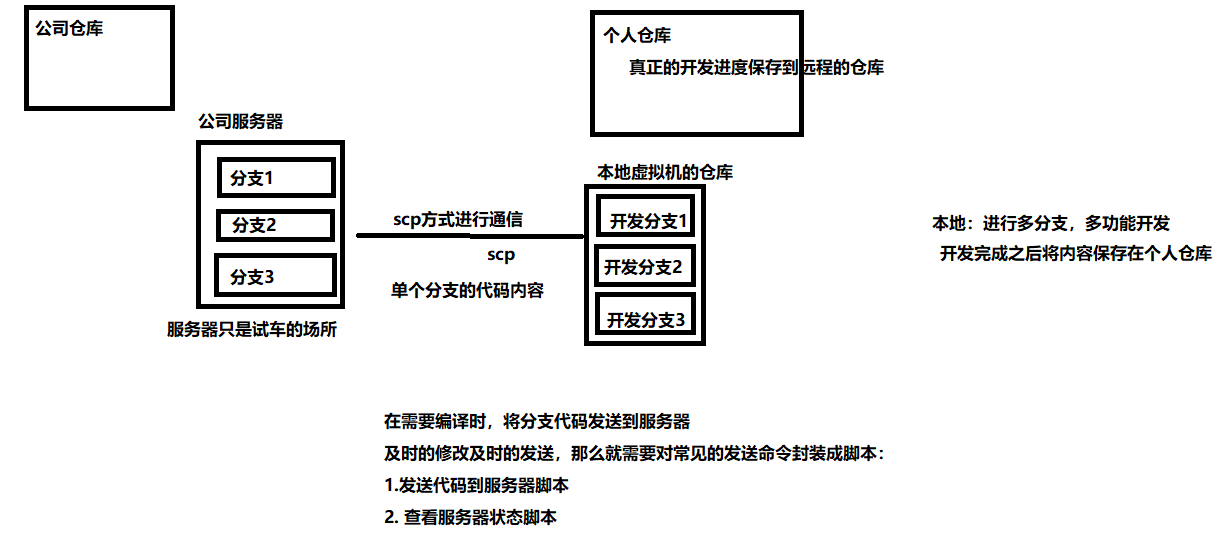 公司仓库
个人仓库
真正的开发进度保存到远程的仓库
公司服务器
分支1
分支2
分支3
服务器只是试车的场所
scp方式进行通信
scp
单个分支的代码内容
本地虚拟机的仓库
开发分支1
开发分支2
开发分支3
本地：进行多分支，多功能开发
开发完成之后将内容保存在个人仓库
在需要编译时，将分支代码发送到服务器
及时的修改及时的发送，那么就需要对常见的发送命令封装成脚本：
1.发送代码到服务器脚本
2. 查看服务器状态脚本